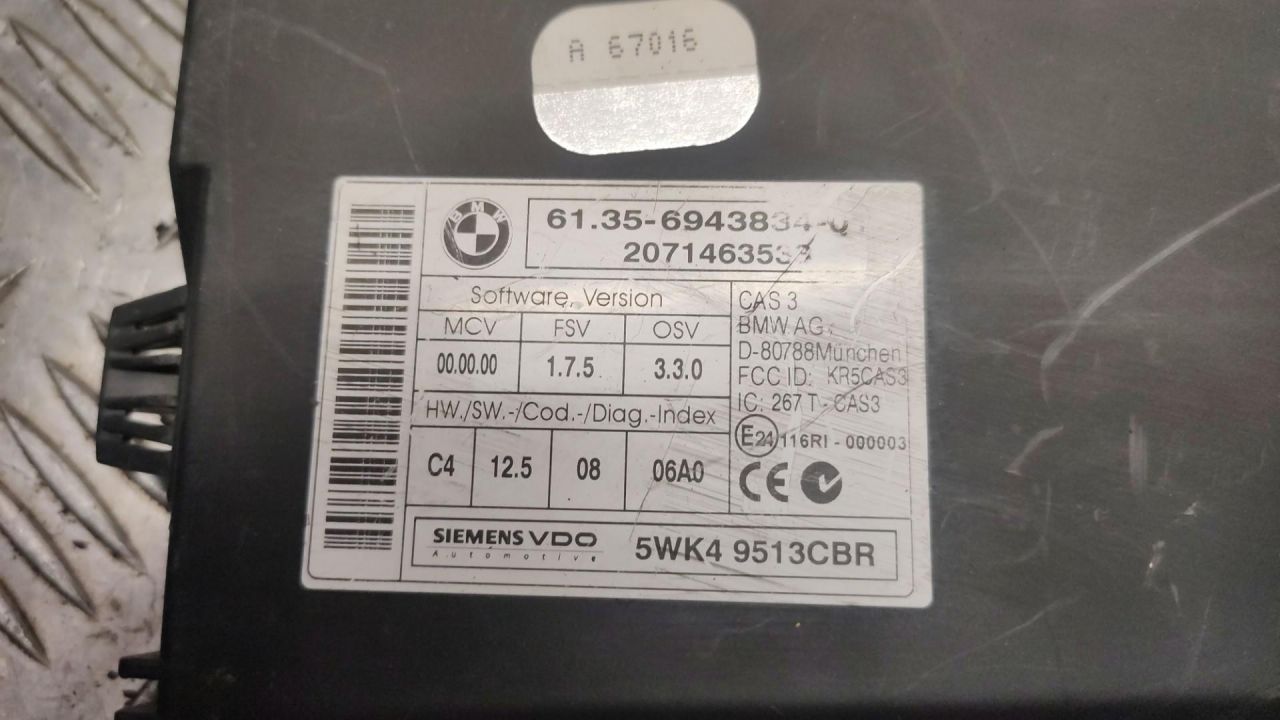 A 67016
BMW
61.35-6943834-0
Software, Version
MCV FSV OSV
00.00.00 1.7.5 3.3.0
HW./SW.-/Cod.-/Diag.-Index
C4 12.5 08 06A0
CAS 3
BMW AG
D-80788München
FCC ID: KR5CAS3
IC: 267 T- CAS3
E24 116RI - 000003
CE
SIEMENS VDO
Automotive
5WK4 9513CBR